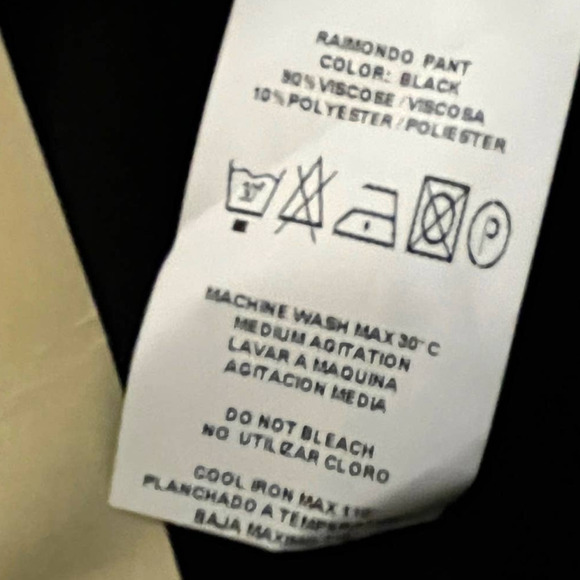 RAIMONDO PANT
COLOR: BLACK
90% VISCOSE / VISCOSA
10% POLYESTER / POLIESTER
30°
P
MACHINE WASH MAX 30° C
MEDIUM AGITATION
LAVAR A MAQUINA
AGITACION MEDIA
DO NOT BLEACH
NO UTILIZAR CLORO
COOL IRON MAX
PLANCHADO A
BAJA